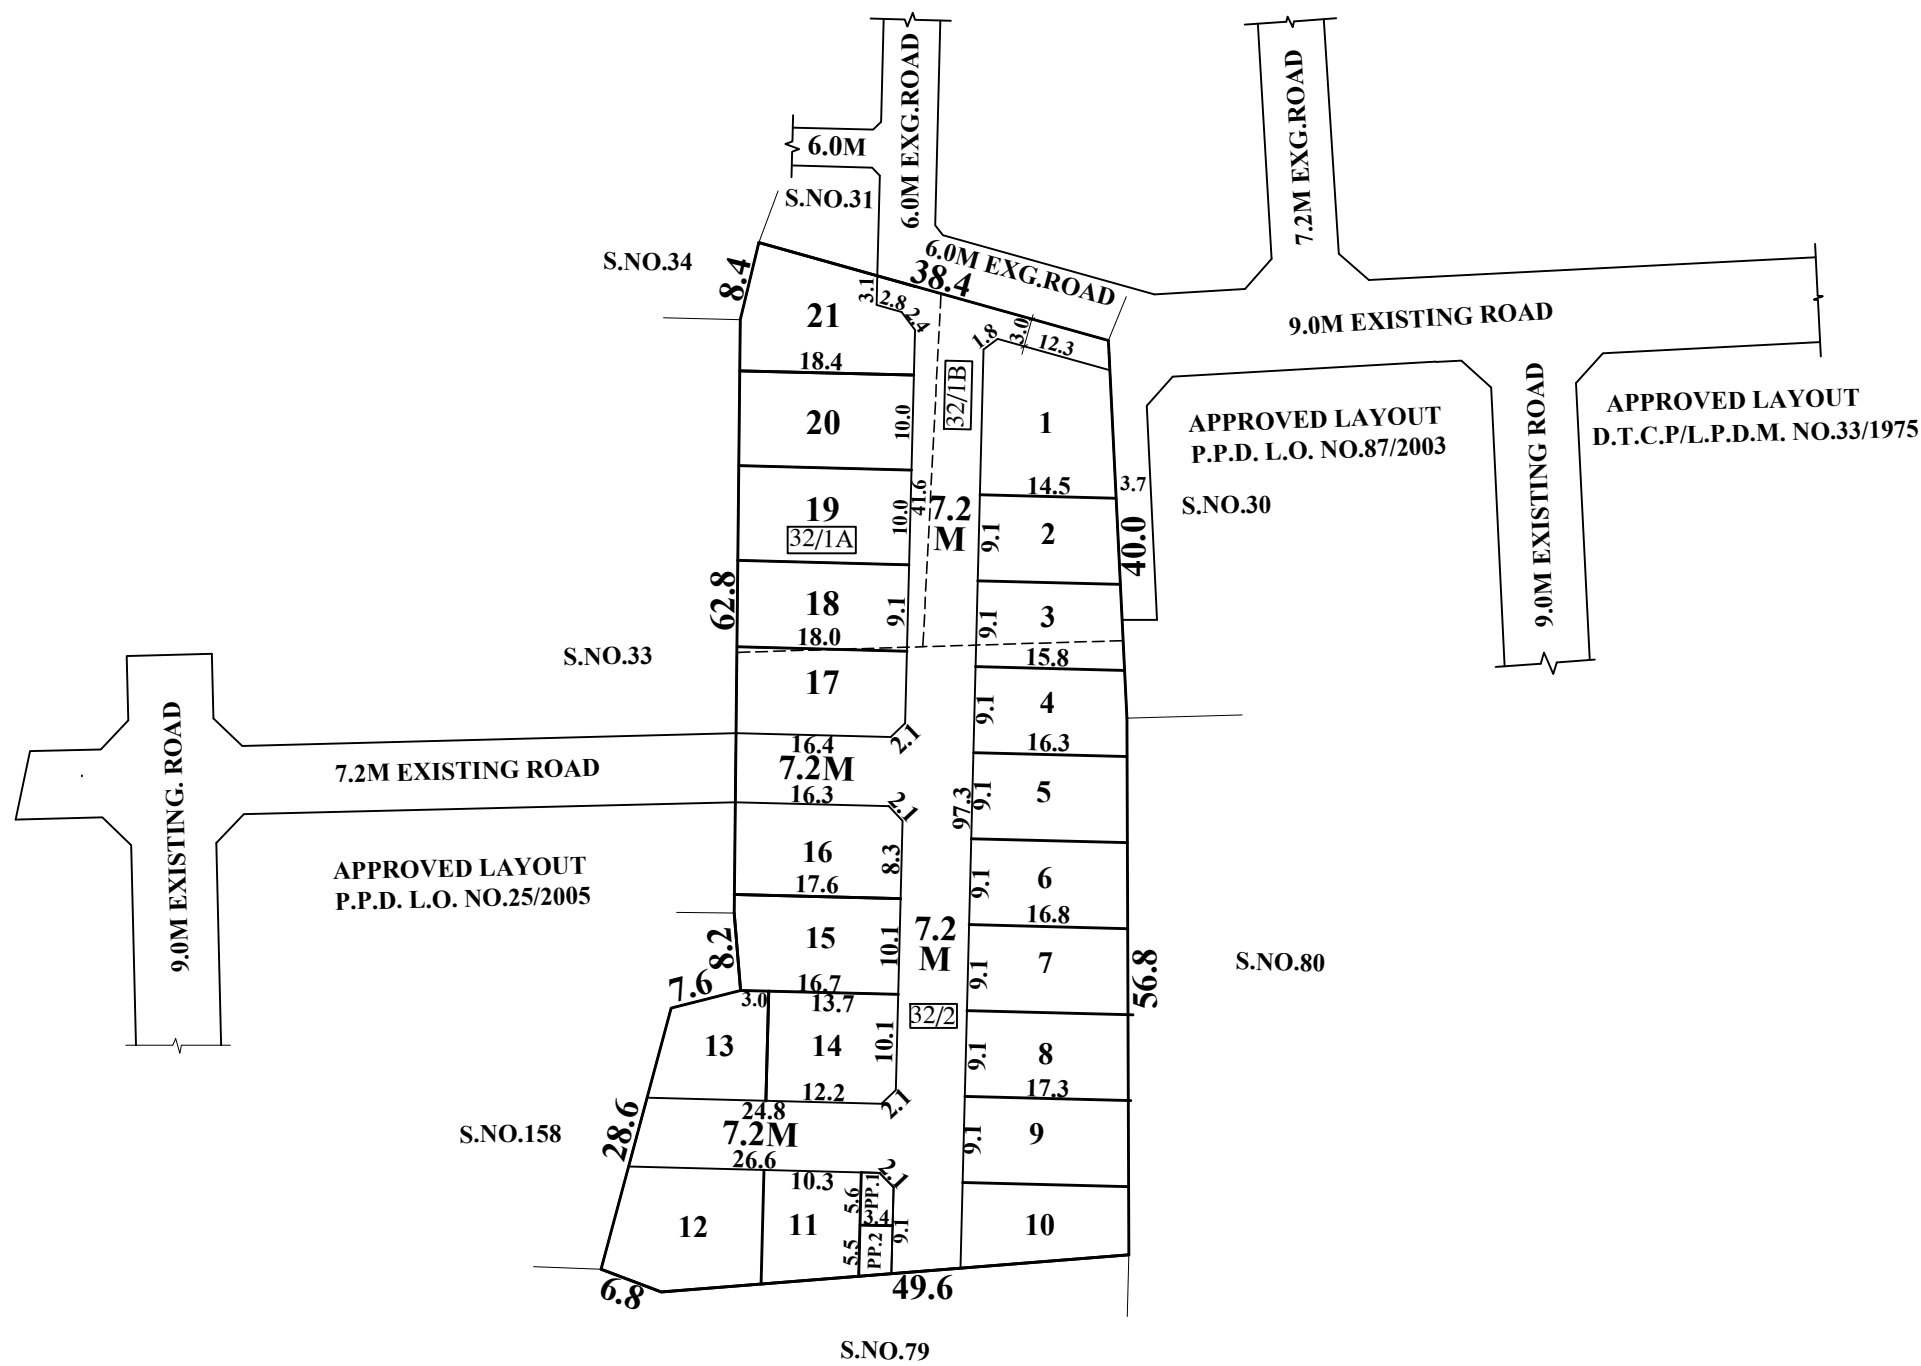 6.0M EXG.ROAD
7.2M EXG.ROAD
6.0M
S.NO.31
S.NO.34
6.0M EXG.ROAD
38.4
8.4
3.1
2.8
2.4
21
18.4
1.8
3.0
12.3
9.0M EXISTING ROAD
32/1B
20
10.0
1
14.5
APPROVED LAYOUT
P.P.D. L.O. NO.87/2003
S.NO.30
9.0M EXISTING ROAD
APPROVED LAYOUT
D.T.C.P/L.P.D.M. NO.33/1975
3.7
40.0
19
32/1A
10.0
41.6
7.2
M
9.1
2
62.8
18
18.0
9.1
9.1
3
15.8
S.NO.33
17
16.4
2.1
9.1
4
16.3
9.0M EXISTING. ROAD
7.2M EXISTING ROAD
7.2M
16.3
2.1
97.3
9.1
5
APPROVED LAYOUT
P.P.D. L.O. NO.25/2005
16
17.6
8.3
9.1
6
16.8
8.2
15
16.7
10.1
7.2
M
9.1
7
56.8
S.NO.80
7.6
3.0
13.7
32/2
13
14
10.1
12.2
2.1
9.1
8
17.3
S.NO.158
28.6
24.8
7.2M
26.6
9.1
9
2.1
12
10.3
11
5.6
PP.1
3.4
5.5
PP.2
9.1
10
6.8
49.6
S.NO.79